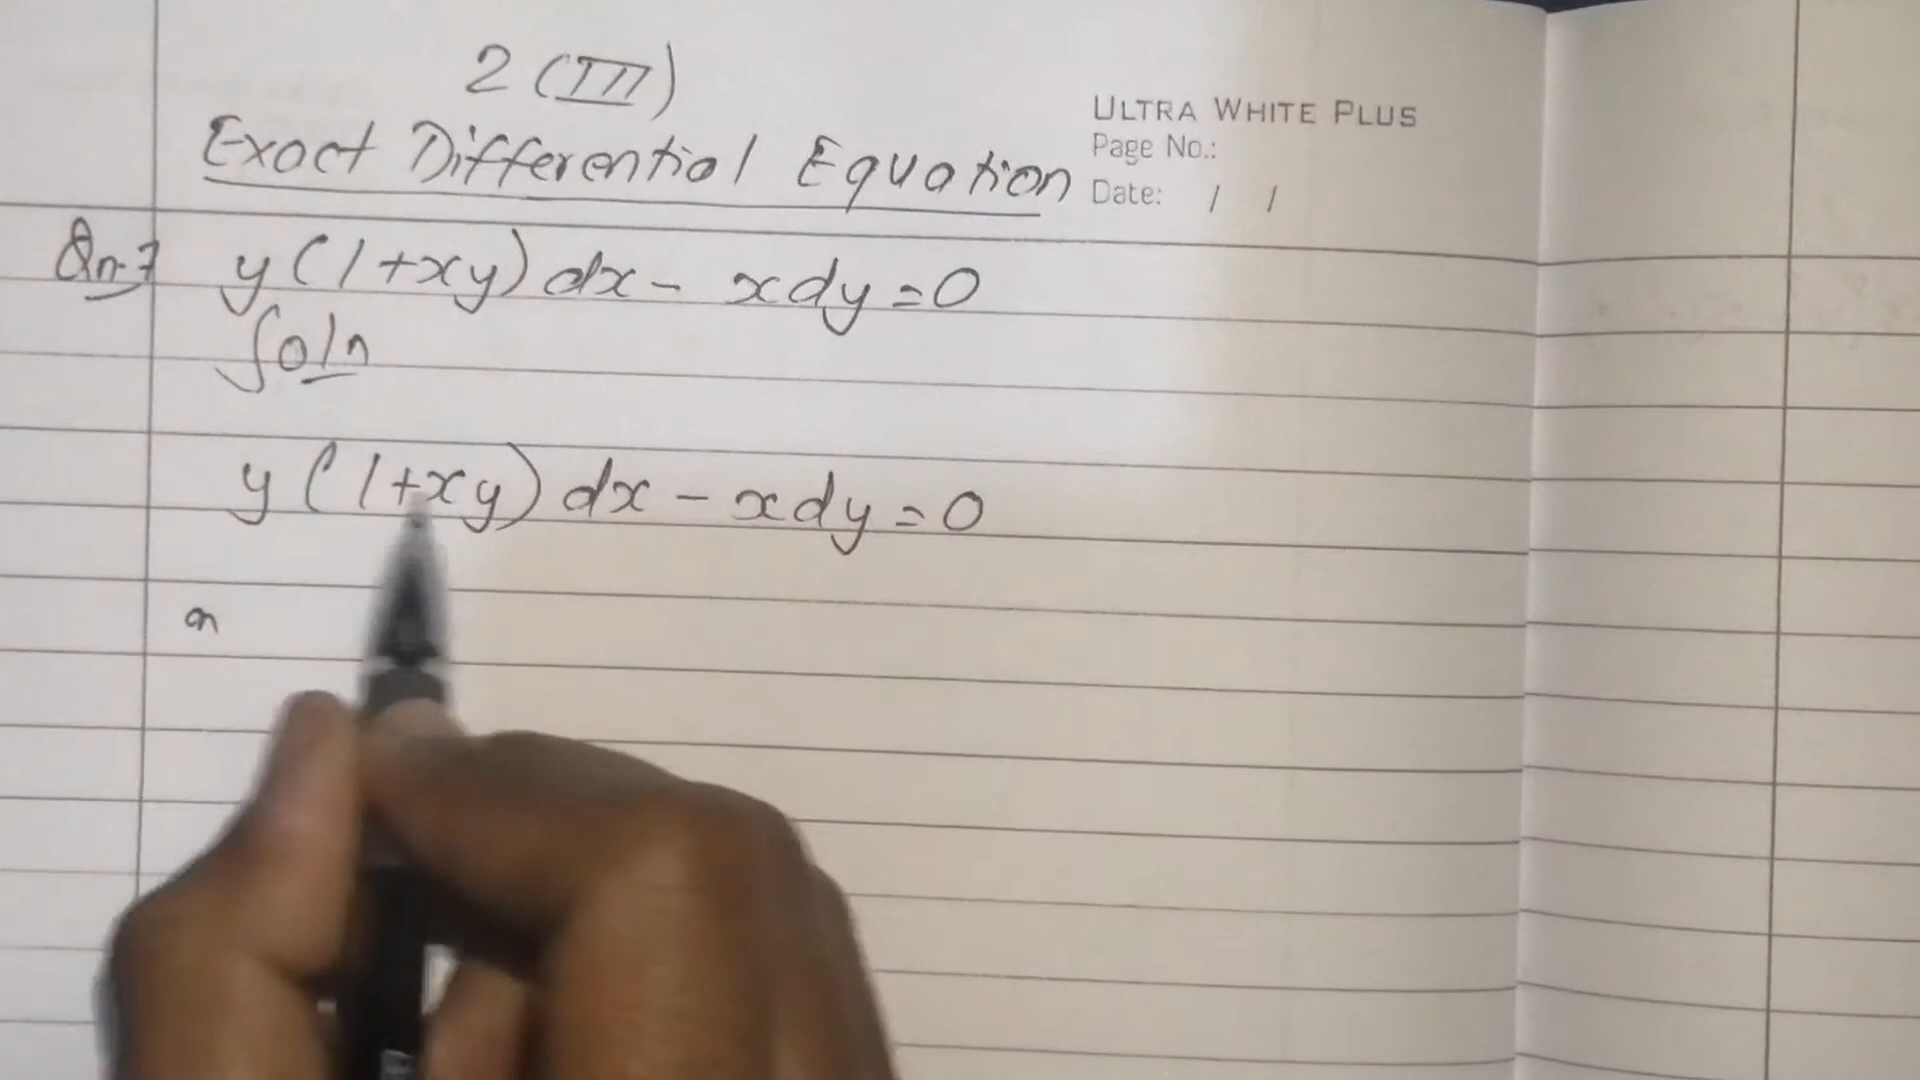 2 (III)
Exact Differential Equation
ULTRA WHITE PLUS
Page No.:
Date: / /
Qn.7 y(1+xy)dx - xdy=0
Soln
y(1+xy)dx - xdy=0
or